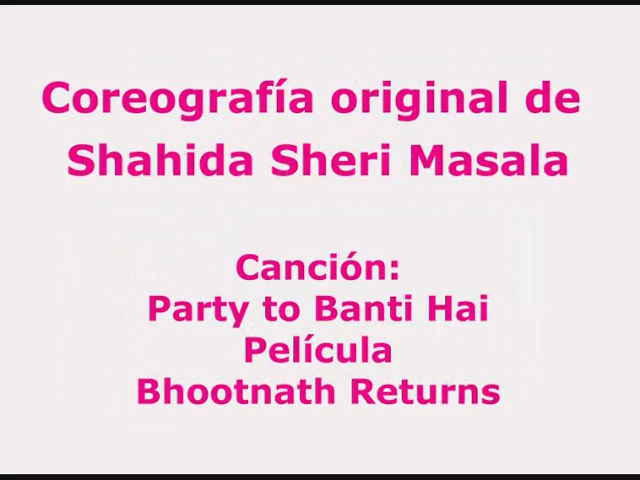 Coreografía original de
Shahida Sheri Masala
Canción:
Party to Banti Hai
Película
Bhootnath Returns